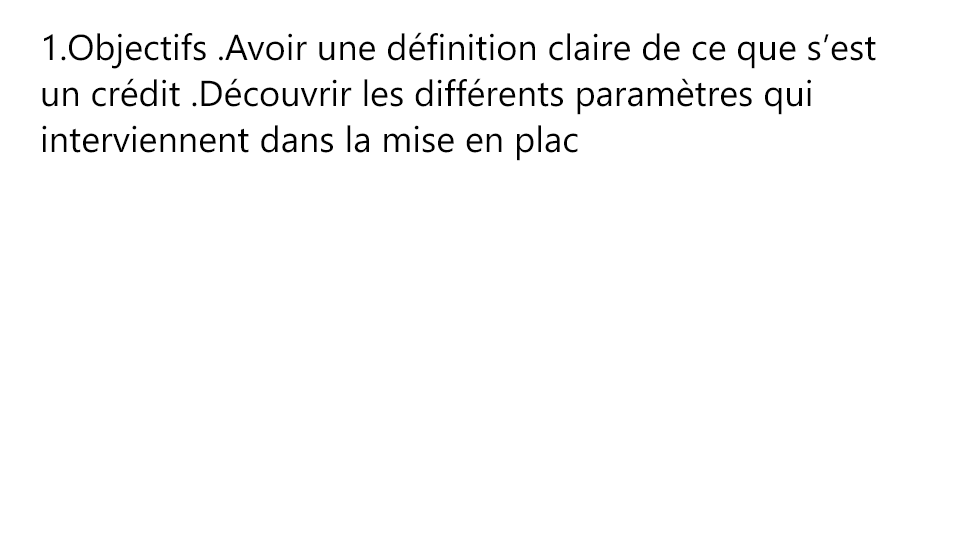 1.Objectifs .Avoir une définition claire de ce que s’est
un crédit .Découvrir les différents paramètres qui
interviennent dans la mise en plac